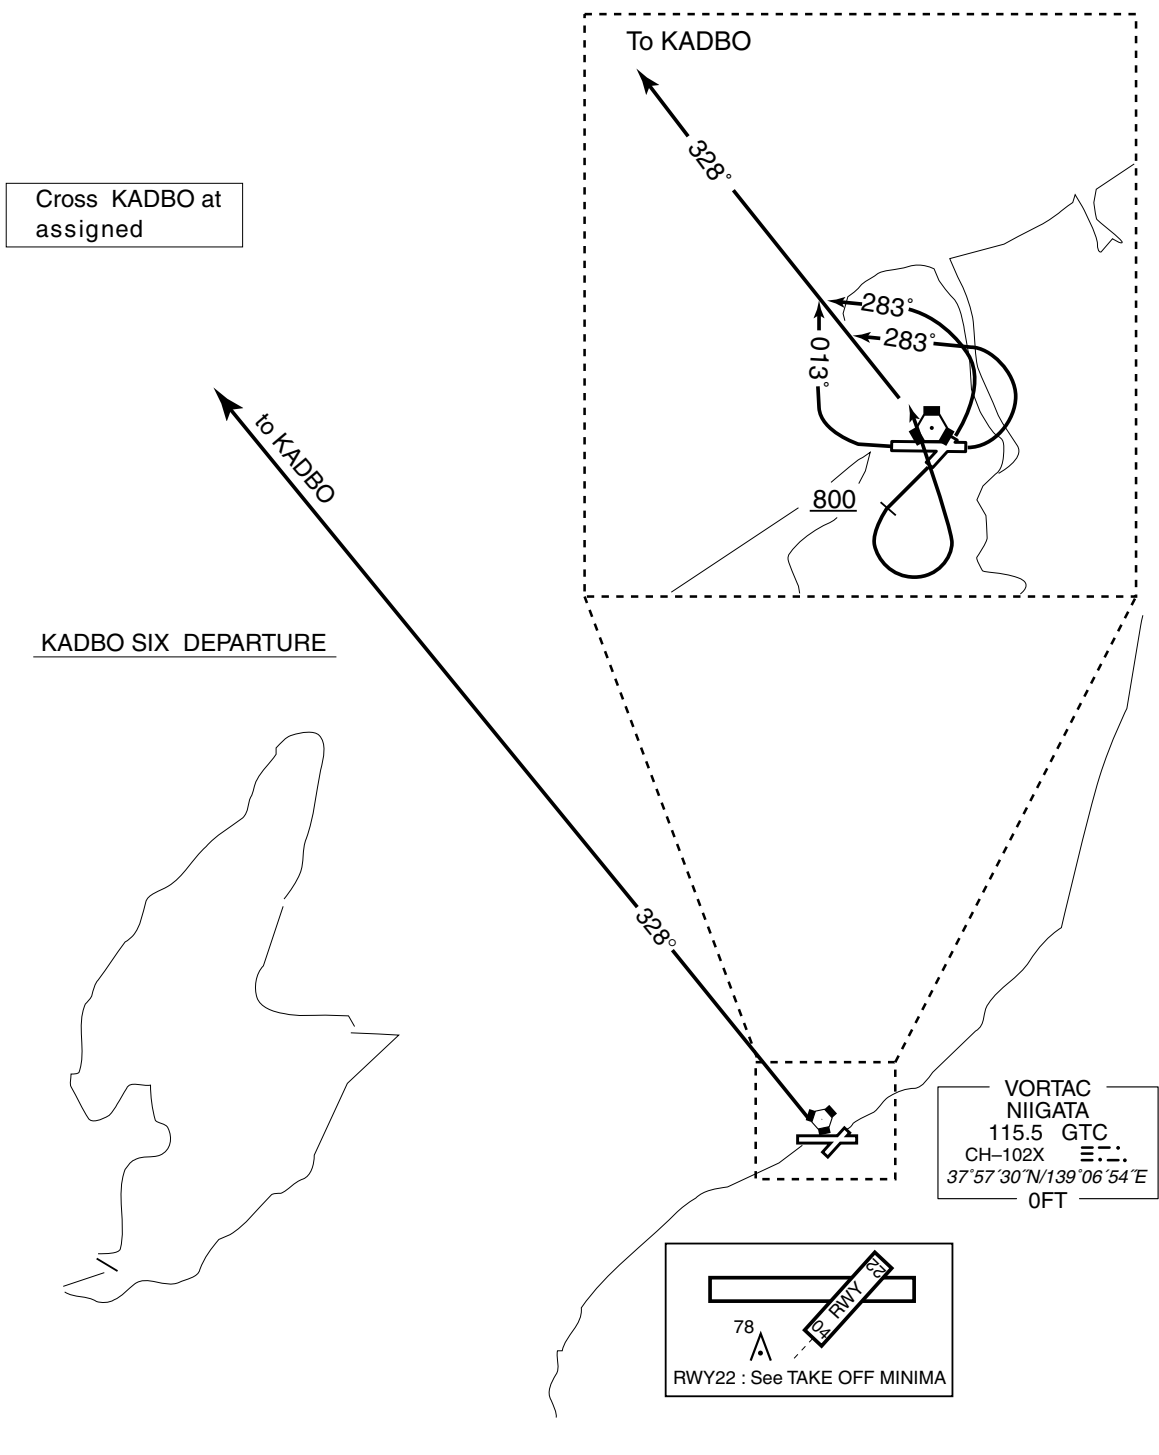 To KADBO
328°
Cross KADBO at
assigned
283°
283°
013°
800
to KADBO
KADBO SIX DEPARTURE
328°
VORTAC
NIIGATA
115.5 GTC
CH–102X
37°57´30˝N/139°06´54˝E
0FT
22
RWY
04
78
RWY22 : See TAKE OFF MINIMA